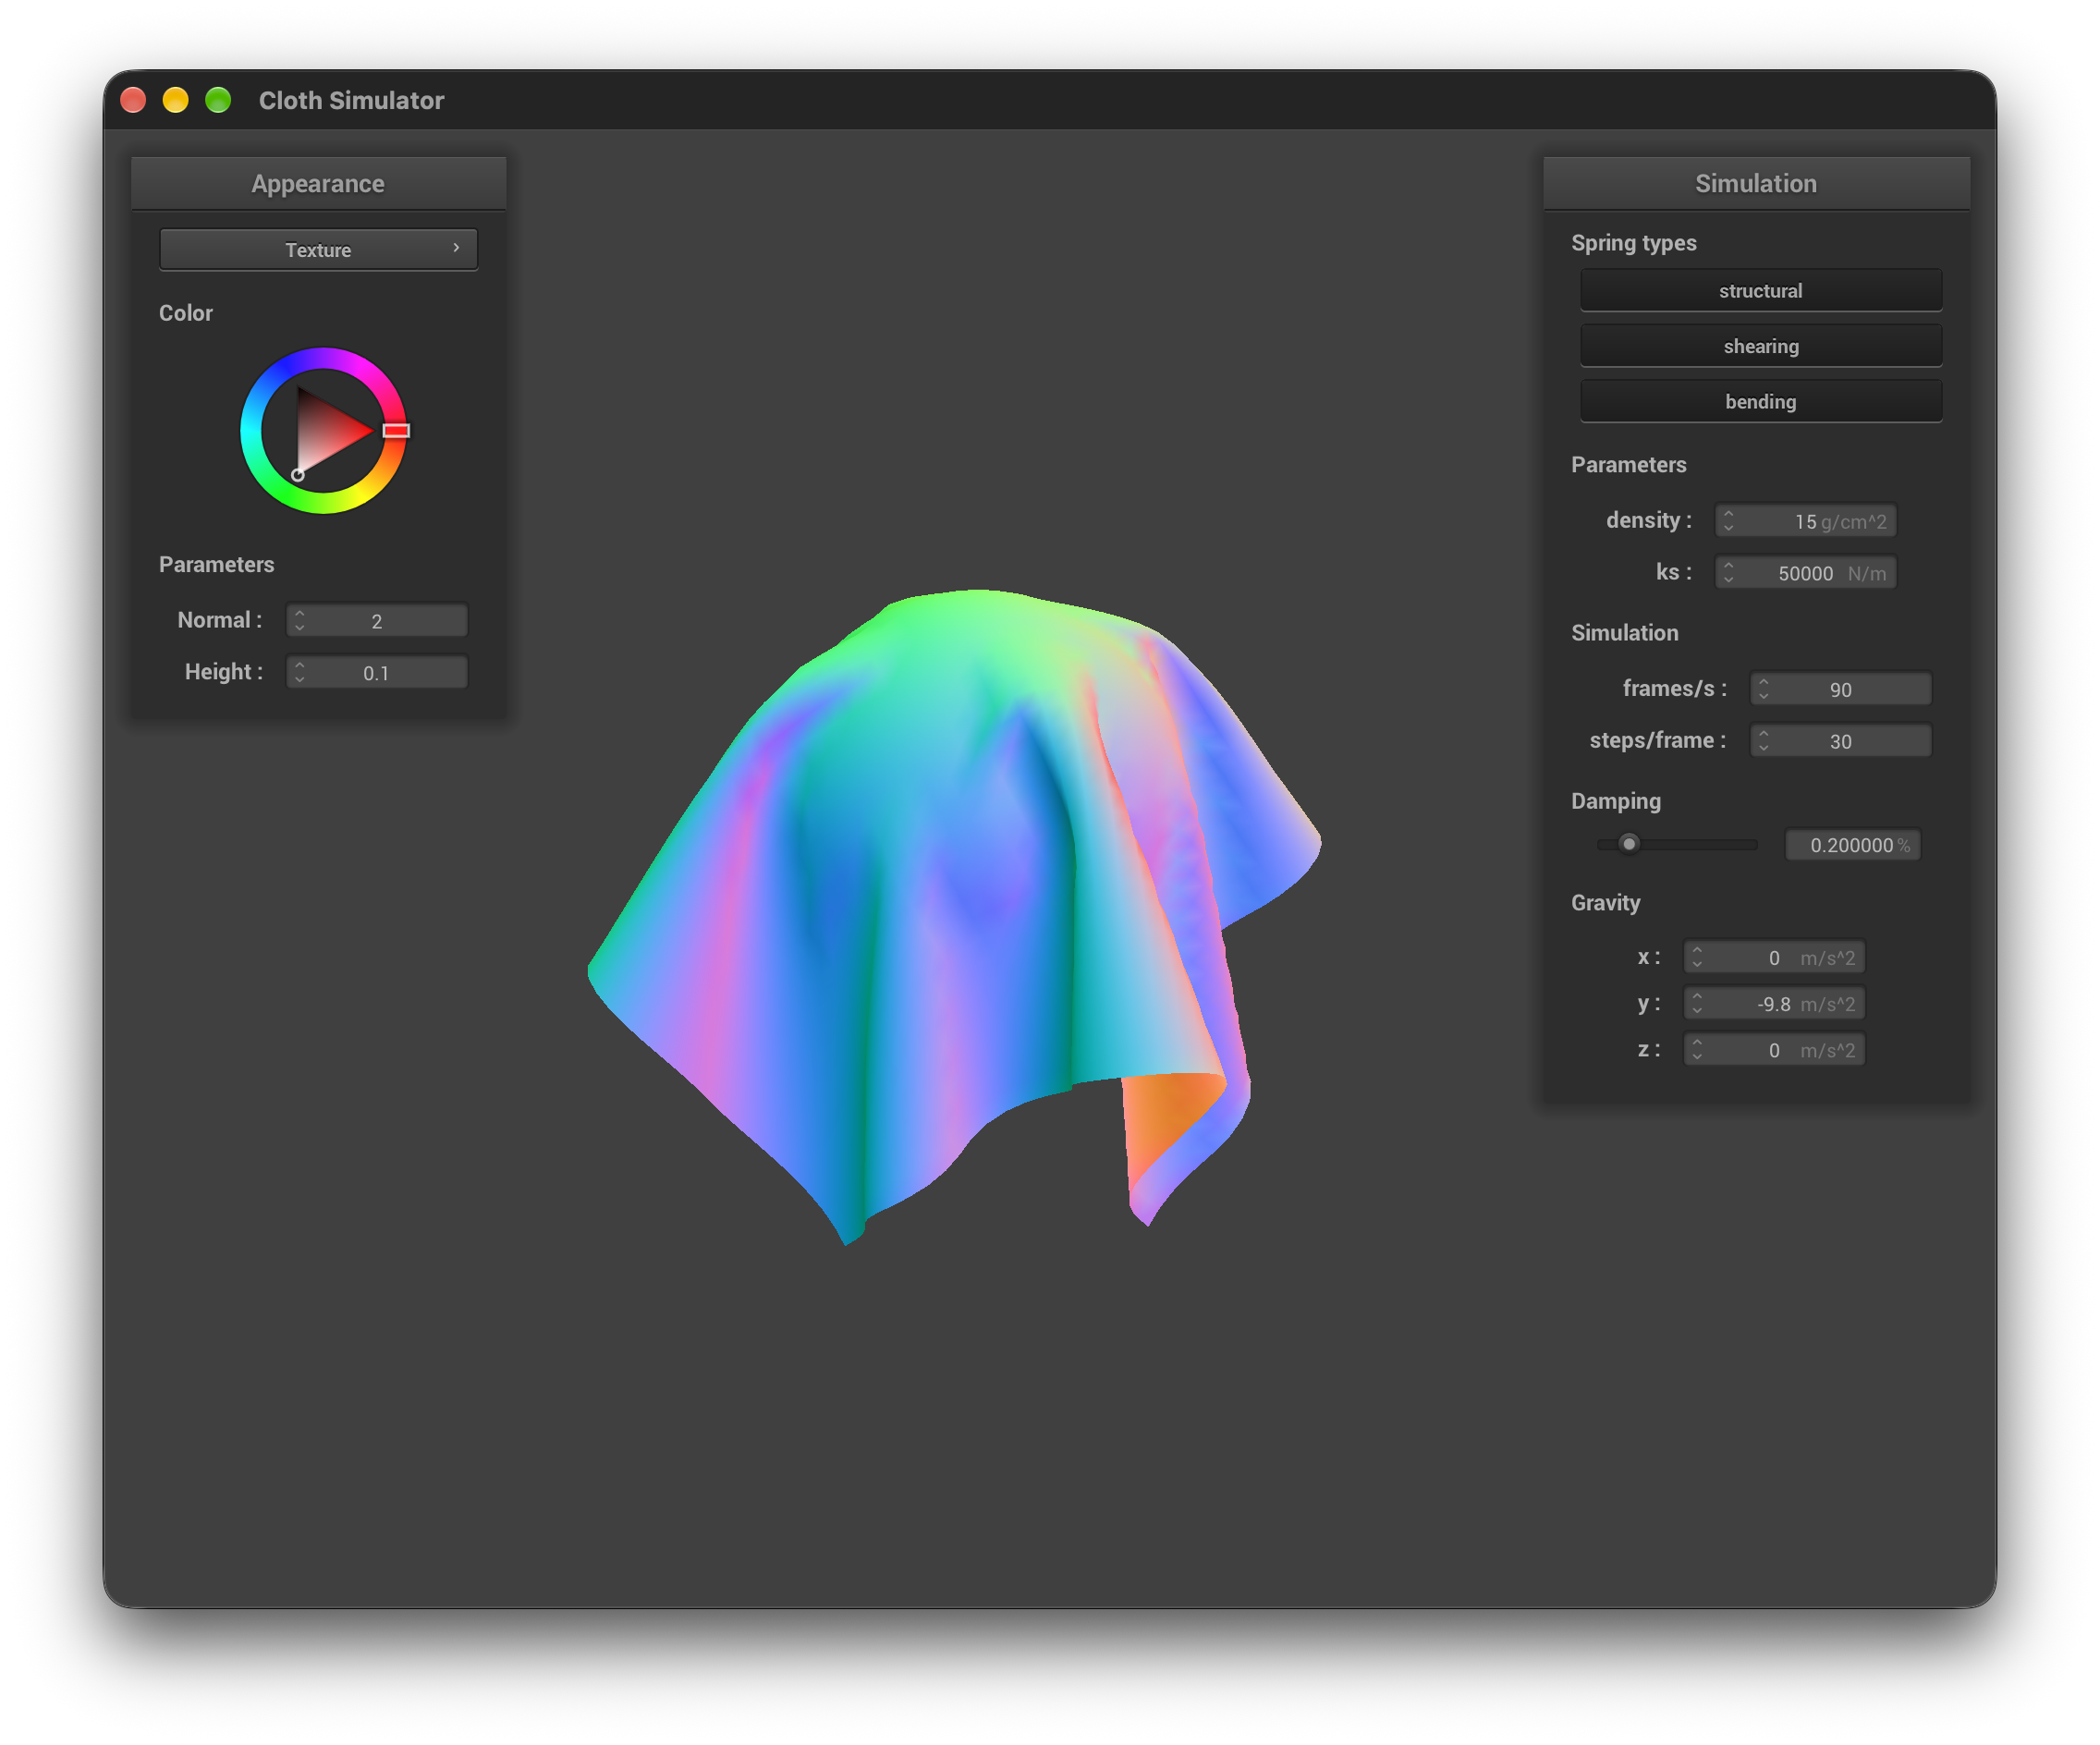 Cloth Simulator
Appearance
Texture
Color
Parameters
Normal : 2
Height : 0.1
Simulation
Spring types
structural
shearing
bending
Parameters
density : 15 g/cm^2
ks : 50000 N/m
Simulation
frames/s : 90
steps/frame : 30
Damping
0.200000 %
Gravity
x : 0 m/s^2
y : -9.8 m/s^2
z : 0 m/s^2